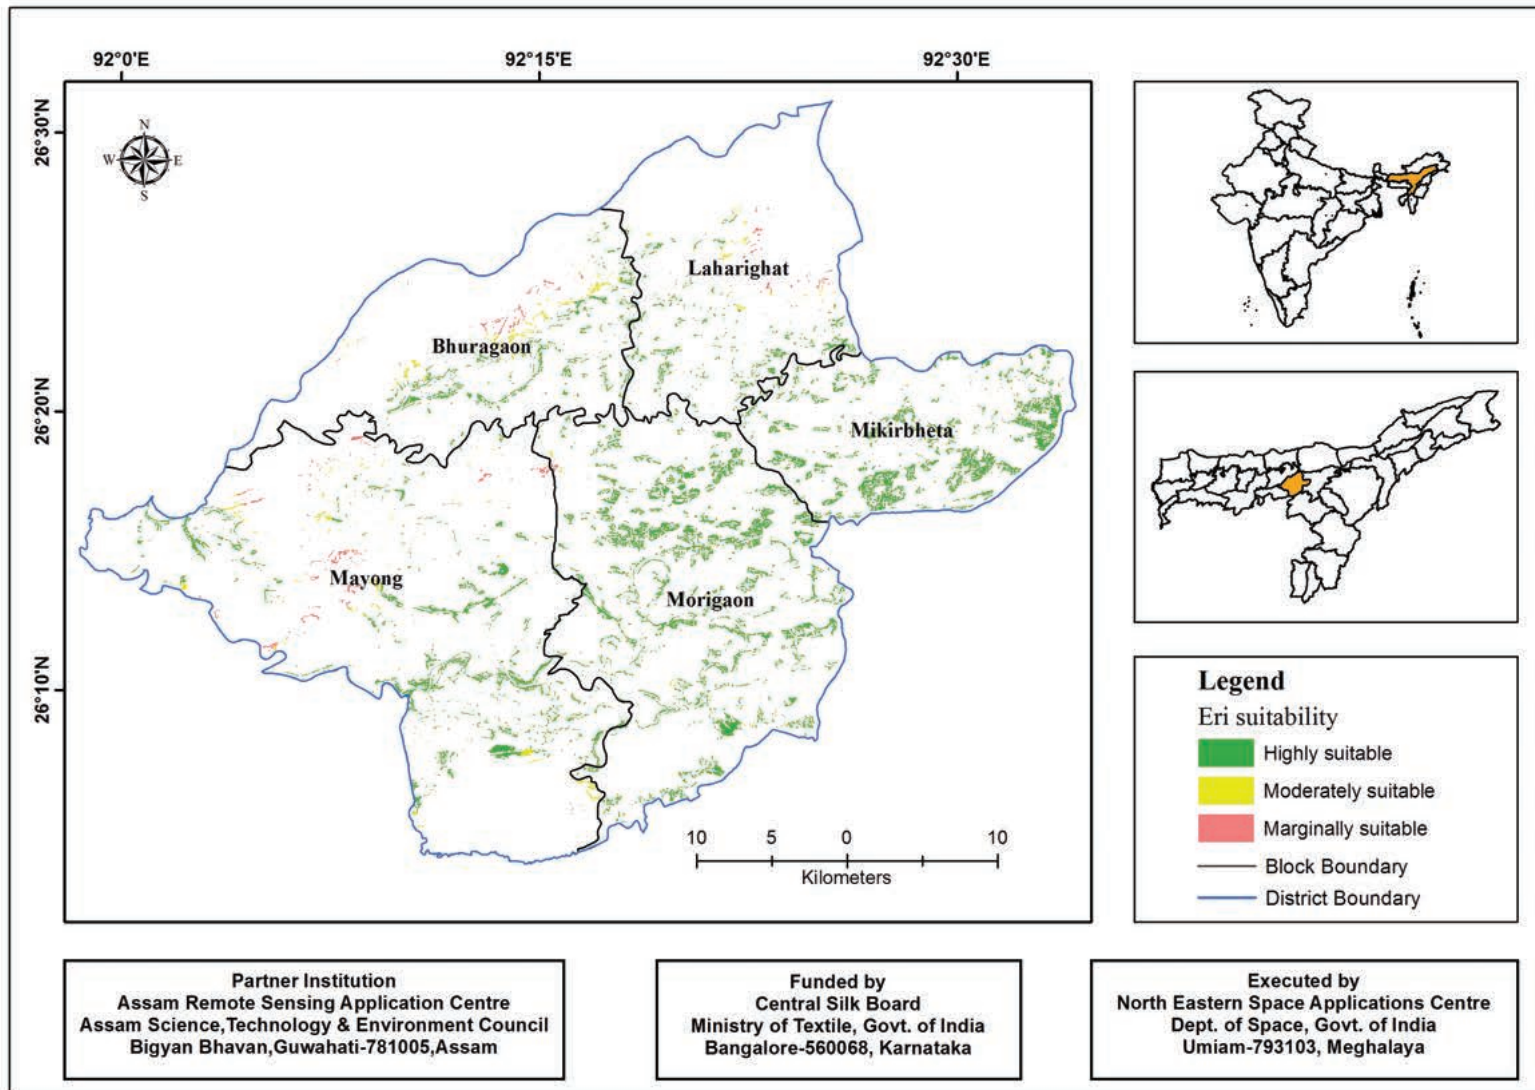 92°0'E
92°15'E
92°30'E
26°30'N
26°20'N
26°10'N
N
W
E
S
Laharighat
Bhuragaon
Mikirbheta
Mayong
Morigaon
10 5 0 10
Kilometers
Legend
Eri suitability
Highly suitable
Moderately suitable
Marginally suitable
Block Boundary
District Boundary
Partner Institution
Assam Remote Sensing Application Centre
Assam Science,Technology & Environment Council
Bigyan Bhavan,Guwahati-781005,Assam
Funded by
Central Silk Board
Ministry of Textile, Govt. of India
Bangalore-560068, Karnataka
Executed by
North Eastern Space Applications Centre
Dept. of Space, Govt. of India
Umiam-793103, Meghalaya